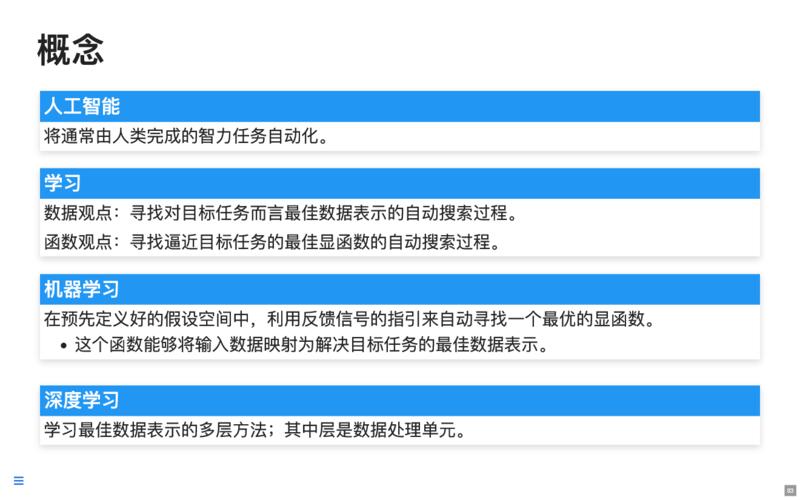 概念
人工智能
将通常由人类完成的智力任务自动化。
学习
数据观点：寻找对目标任务而言最佳数据表示的自动搜索过程。
函数观点：寻找逼近目标任务的最佳显函数的自动搜索过程。
机器学习
在预先定义好的假设空间中，利用反馈信号的指引来自动寻找一个最优的显函数。
• 这个函数能够将输入数据映射为解决目标任务的最佳数据表示。
深度学习
学习最佳数据表示的多层方法；其中层是数据处理单元。